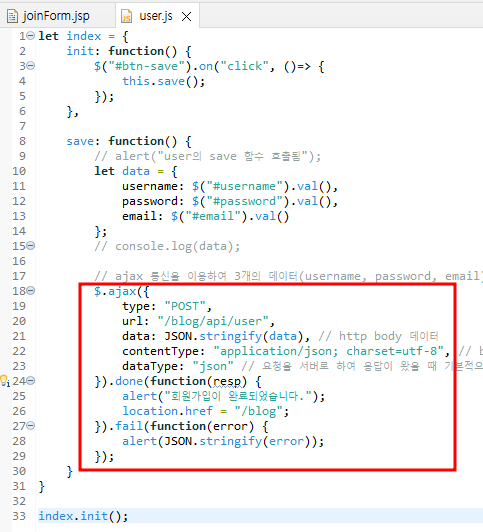 joinForm.jsp user.js
1 let index = {
2 init: function() {
3 $("#btn-save").on("click", ()=> {
4 this.save();
5 });
6 },
7
8 save: function() {
9 // alert("user의 save 함수 호출됨");
10 let data = {
11 username: $("#username").val(),
12 password: $("#password").val(),
13 email: $("#email").val()
14 };
15 // console.log(data);
16
17 // ajax 통신을 이용하여 3개의 데이터(username, password, email)
18 $.ajax({
19 type: "POST",
20 url: "/blog/api/user",
21 data: JSON.stringify(data), // http body 데이터
22 contentType: "application/json; charset=utf-8", // b
23 dataType: "json" // 요청을 서버로 하여 응답이 왔을 때 기본적으
24 }).done(function(resp) {
25 alert("회원가입이 완료되었습니다.");
26 location.href = "/blog";
27 }).fail(function(error) {
28 alert(JSON.stringify(error));
29 });
30 }
31 }
32
33 index.init();